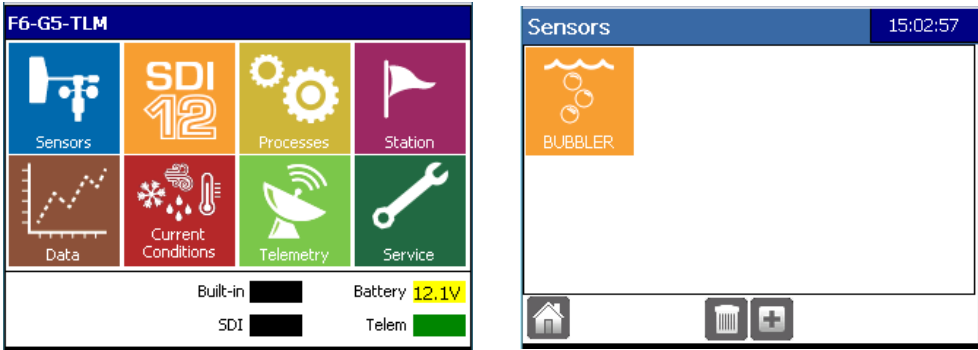 F6-G5-TLM
SDI
12
Sensors
Processes
Station
Data
Current
Conditions
Telemetry
Service
Built-in
Battery 12.1V
SDI
Telem
Sensors
15:02:57
BUBBLER